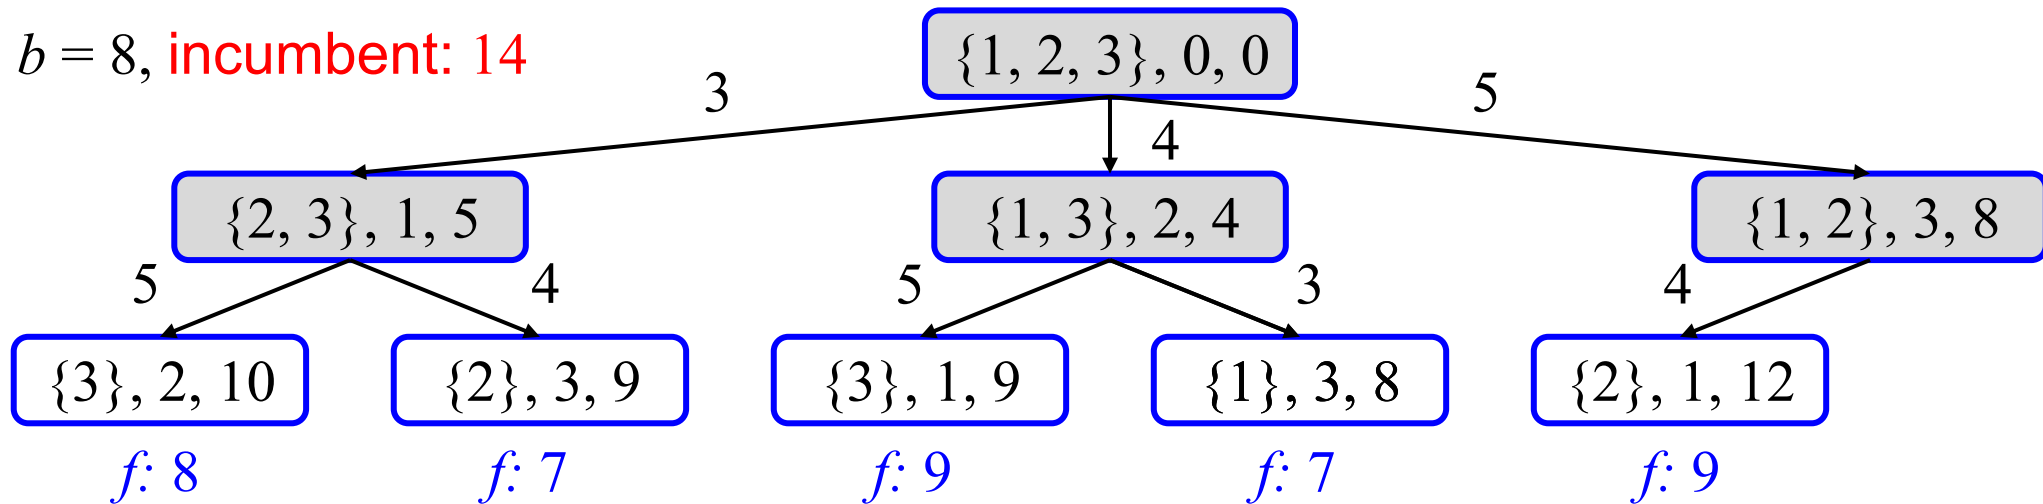 b = 8, incumbent: 14
{1, 2, 3}, 0, 0
3
4
5
{2, 3}, 1, 5
{1, 3}, 2, 4
{1, 2}, 3, 8
5
4
5
3
4
{3}, 2, 10
{2}, 3, 9
{3}, 1, 9
{1}, 3, 8
{2}, 1, 12
f: 8
f: 7
f: 9
f: 7
f: 9